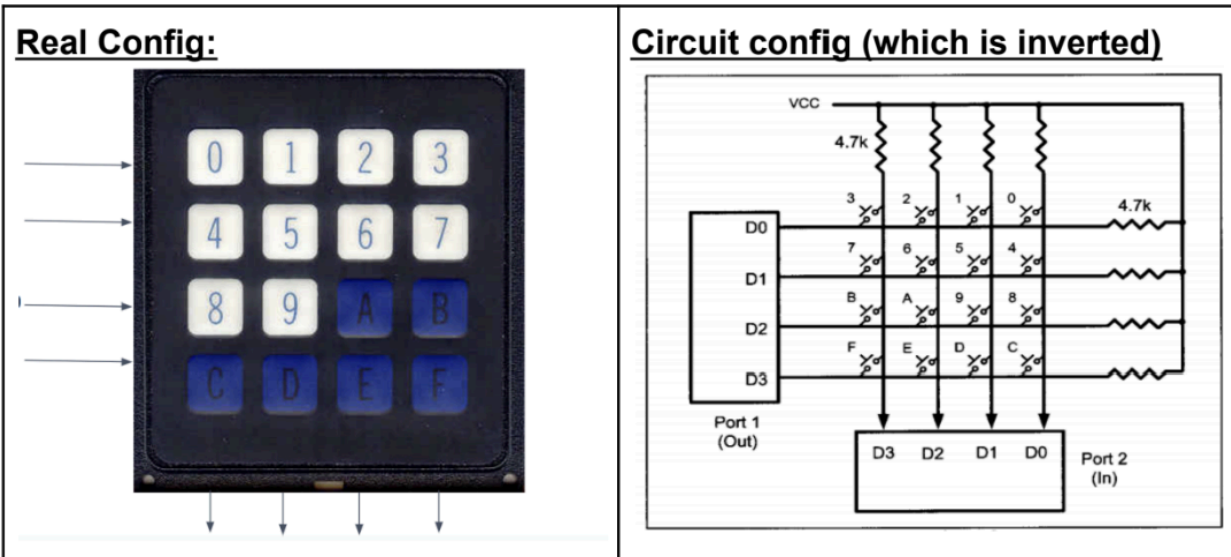 Real Config:
0 1 2 3
4 5 6 7
8 9 A B
C D E F
Circuit config (which is inverted)
VCC
4.7k
3 2 1 0
4.7k
D0
7 6 5 4
D1
B A 9 8
D2
F E D C
D3
Port 1
(Out)
D3 D2 D1 D0
Port 2
(In)